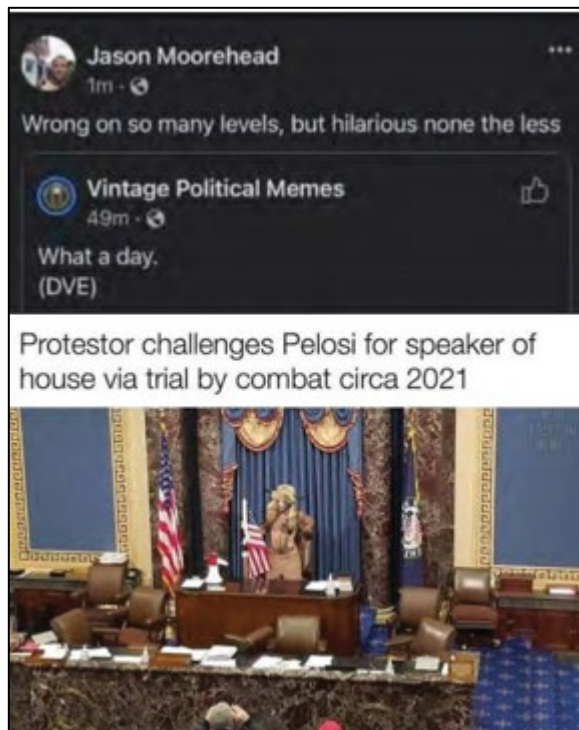 Jason Moorehead
1m
Wrong on so many levels, but hilarious none the less
Vintage Political Memes
49m
What a day.
(DVE)
Protestor challenges Pelosi for speaker of
house via trial by combat circa 2021